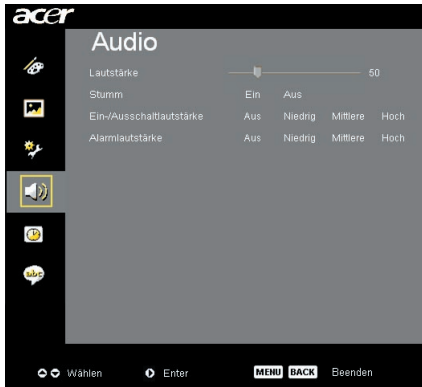 acer
Audio
Lautstärke 50
Stumm Ein Aus
Ein-/Ausschaltlautstärke Aus Niedrig Mittlere Hoch
Alarmlautstärke Aus Niedrig Mittlere Hoch
abc
Wählen Enter MENU BACK Beenden